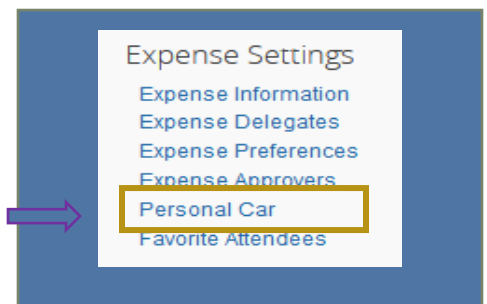 Expense Settings
Expense Information
Expense Delegates
Expense Preferences
Expense Approvers
Personal Car
Favorite Attendees